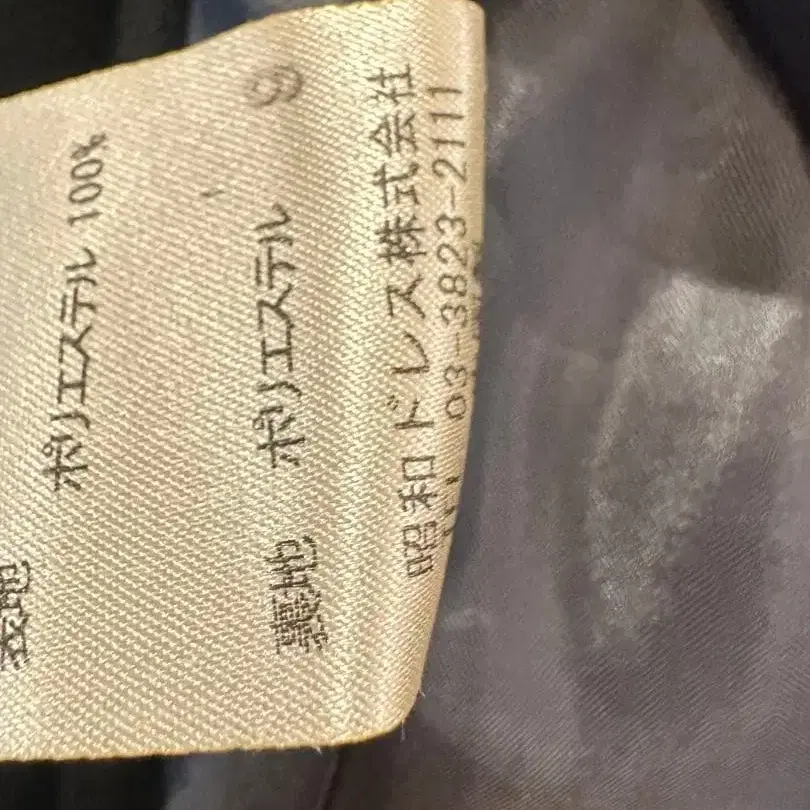 表地 ポリエステル 100%
裏地 ポリエステル 9
昭和ドレス株式会社
03-3823-2111